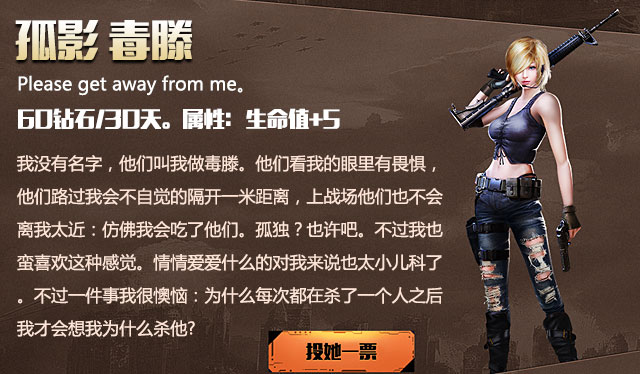 孤影 毒滕
Please get away from me。
60钻石/30天。属性：生命值+5
我没有名字，他们叫我做毒滕。他们看我的眼里有畏惧，
他们路过我会不自觉的隔开一米距离，上战场他们也不会
离我太近：仿佛我会吃了他们。孤独？也许吧。不过我也
蛮喜欢这种感觉。情情爱爱什么的对我来说也太小儿科了
。不过一件事我很懊恼：为什么每次都在杀了一个人之后
我才会想我为什么杀他?
投她一票